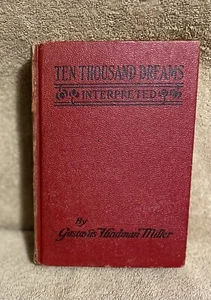 TEN THOUSAND DREAMS
INTERPRETED
By
Gustavus Hindman Miller